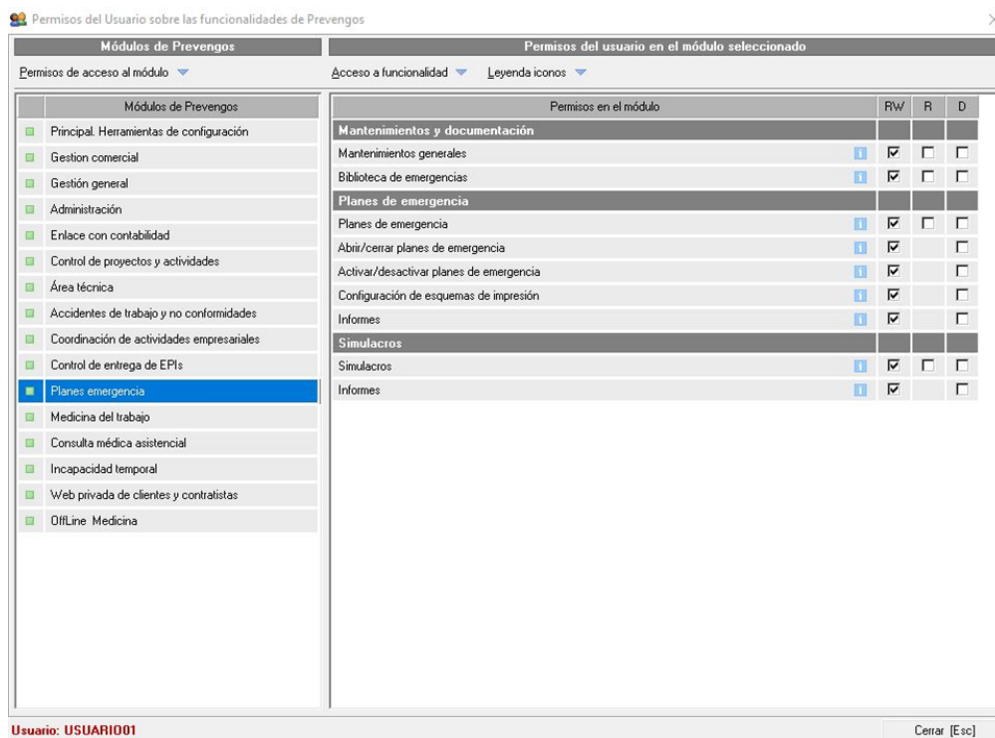 Permisos del Usuario sobre las funcionalidades de Prevengos
Módulos de Prevengos
Permisos del usuario en el módulo seleccionado
Permisos de acceso al módulo
Acceso a funcionalidad
Leyenda iconos
Módulos de Prevengos
Principal. Herramientas de configuración
Gestion comercial
Gestión general
Administración
Enlace con contabilidad
Control de proyectos y actividades
Área técnica
Accidentes de trabajo y no conformidades
Coordinación de actividades empresariales
Control de entrega de EPIs
Planes emergencia
Medicina del trabajo
Consulta médica asistencial
Incapacidad temporal
Web privada de clientes y contratistas
OffLine Medicina
Permisos en el módulo RW R D
Mantenimientos y documentación
Mantenimientos generales
Biblioteca de emergencias
Planes de emergencia
Planes de emergencia
Abrir/cerrar planes de emergencia
Activar/desactivar planes de emergencia
Configuración de esquemas de impresión
Informes
Simulacros
Simulacros
Informes
Usuario: USUARIO01
Cerrar [Esc]